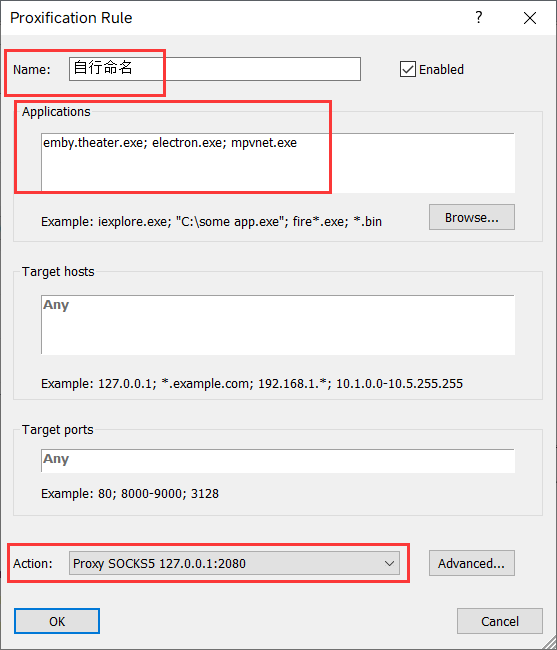 Proxification Rule
Name: 自行命名 Enabled
Applications
emby.theater.exe; electron.exe; mpvnet.exe
Example: iexplore.exe; "C:\some app.exe"; fire*.exe; *.bin Browse...
Target hosts
Any
Example: 127.0.0.1; *.example.com; 192.168.1.*; 10.1.0.0-10.5.255.255
Target ports
Any
Example: 80; 8000-9000; 3128
Action: Proxy SOCKS5 127.0.0.1:2080 Advanced...
OK Cancel